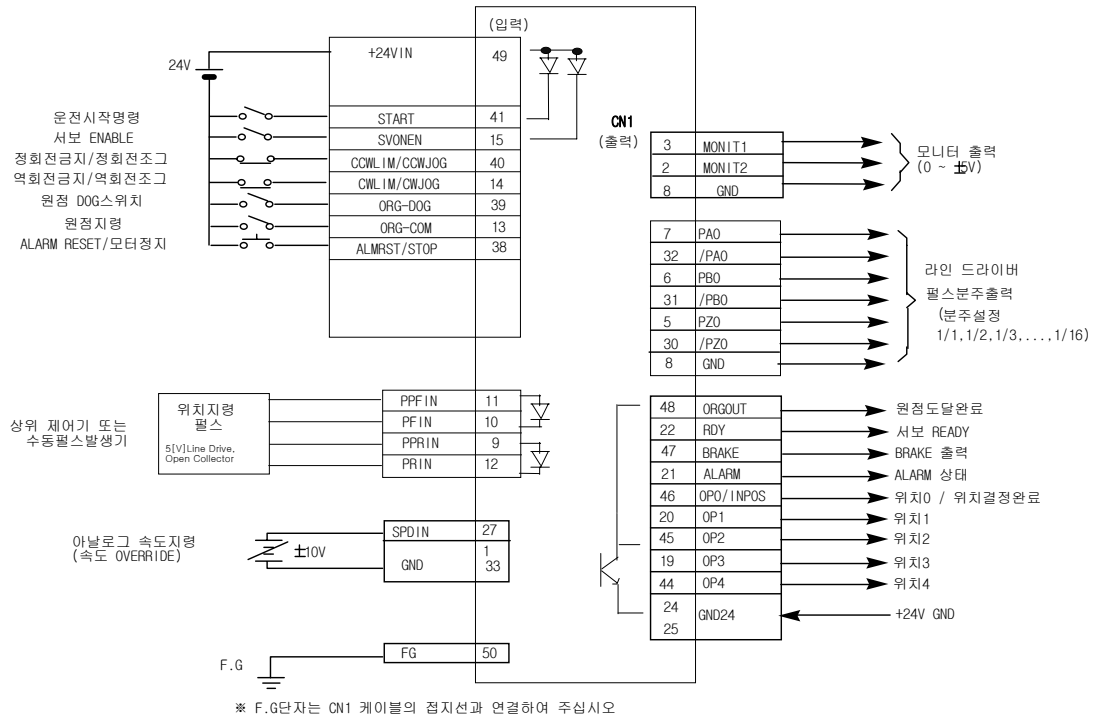 (입력)
24V
+24VIN 49
운전시작명령 START 41
서보 ENABLE SVONEN 15
정회전금지/정회전조그 CCWLIM/CCWJOG 40
역회전금지/역회전조그 CWLIM/CWJOG 14
원점 DOG스위치 ORG-DOG 39
원점지령 ORG-COM 13
ALARM RESET/모터정지 ALMRST/STOP 38
상위 제어기 또는
수동펄스발생기
위치지령
펄스
5[V]Line Drive,
Open Collector
PPFIN 11
PFIN 10
PPRIN 9
PRIN 12
아날로그 속도지령
(속도 OVERRIDE)
±10V
SPDIN 27
GND 1
33
F.G
FG 50
CN1
(출력)
3 MONIT1
2 MONIT2
8 GND
모니터 출력
(0 ~ ±5V)
7 PAO
32 /PAO
6 PBO
31 /PBO
5 PZO
30 /PZO
8 GND
라인 드라이버
펄스분주출력
(분주설정
1/1,1/2,1/3,...,1/16)
48 ORGOUT 원점도달완료
22 RDY 서보 READY
47 BRAKE BRAKE 출력
21 ALARM ALARM 상태
46 OPO/INPOS 위치0 / 위치결정완료
20 OP1 위치1
45 OP2 위치2
19 OP3 위치3
44 OP4 위치4
24 GND24 +24V GND
25
※ F.G단자는 CN1 케이블의 접지선과 연결하여 주십시오